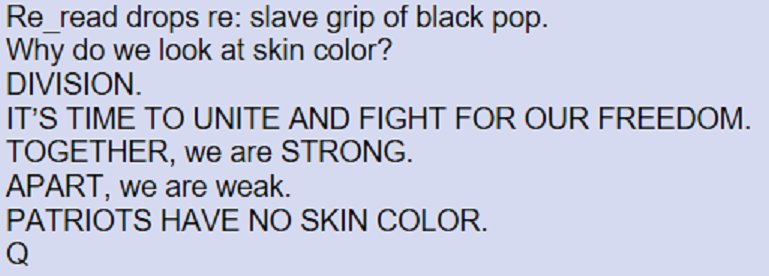 Re_read drops re: slave grip of black pop.
Why do we look at skin color?
DIVISION.
IT’S TIME TO UNITE AND FIGHT FOR OUR FREEDOM.
TOGETHER, we are STRONG.
APART, we are weak.
PATRIOTS HAVE NO SKIN COLOR.
Q